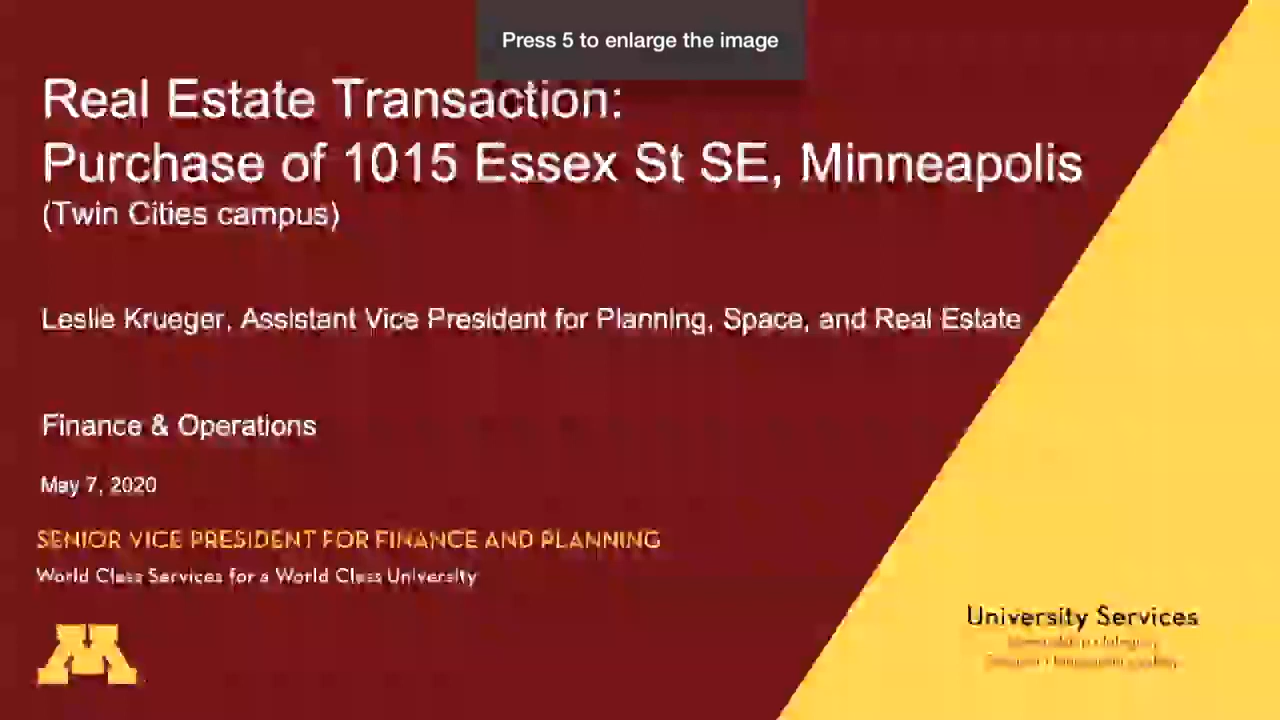 Press 5 to enlarge the image
Real Estate Transaction:
Purchase of 1015 Essex St SE, Minneapolis
(Twin Cities campus)
Leslie Krueger, Assistant Vice President for Planning, Space, and Real Estate
Finance & Operations
May 7, 2020
SENIOR VICE PRESIDENT FOR FINANCE AND PLANNING
World Class Services for a World Class University
M
University Services